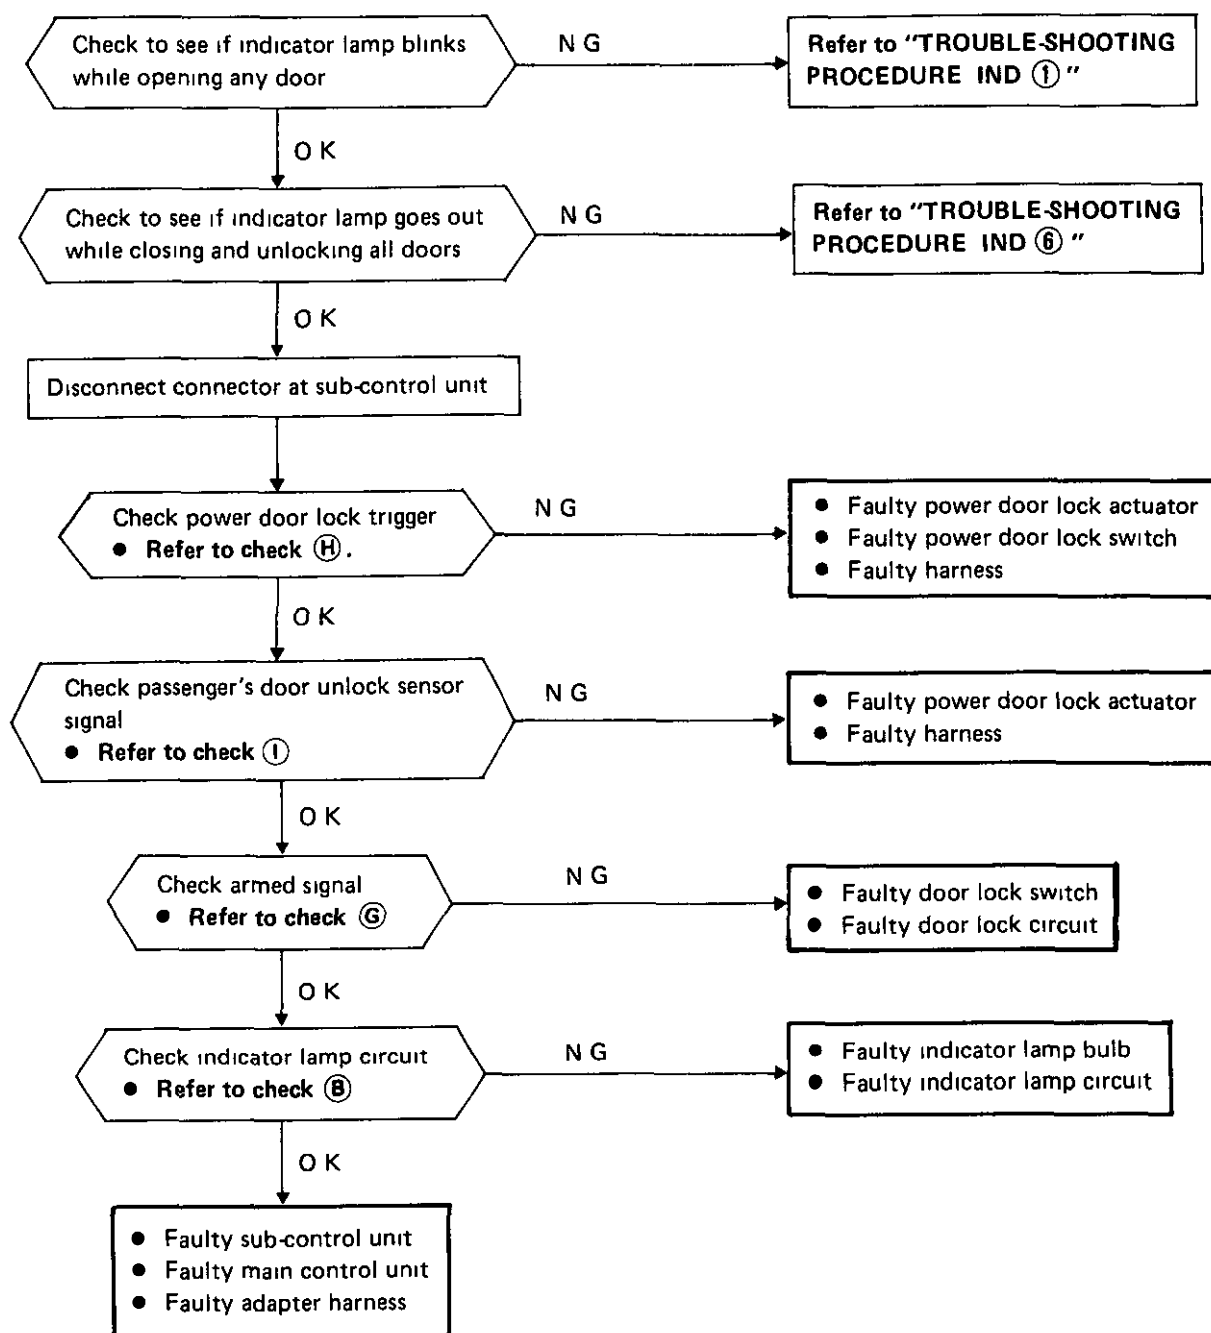 Check to see if indicator lamp blinks
while opening any door
N G
Refer to “TROUBLE-SHOOTING
PROCEDURE IND ① ”
O K
Check to see if indicator lamp goes out
while closing and unlocking all doors
N G
Refer to “TROUBLE-SHOOTING
PROCEDURE IND ⑥ ”
O K
Disconnect connector at sub-control unit
Check power door lock trigger
● Refer to check Ⓗ .
N G
● Faulty power door lock actuator
● Faulty power door lock switch
● Faulty harness
O K
Check passenger's door unlock sensor
signal
● Refer to check Ⓘ
N G
● Faulty power door lock actuator
● Faulty harness
O K
Check armed signal
● Refer to check Ⓖ
N G
● Faulty door lock switch
● Faulty door lock circuit
O K
Check indicator lamp circuit
● Refer to check Ⓑ
N G
● Faulty indicator lamp bulb
● Faulty indicator lamp circuit
O K
● Faulty sub-control unit
● Faulty main control unit
● Faulty adapter harness